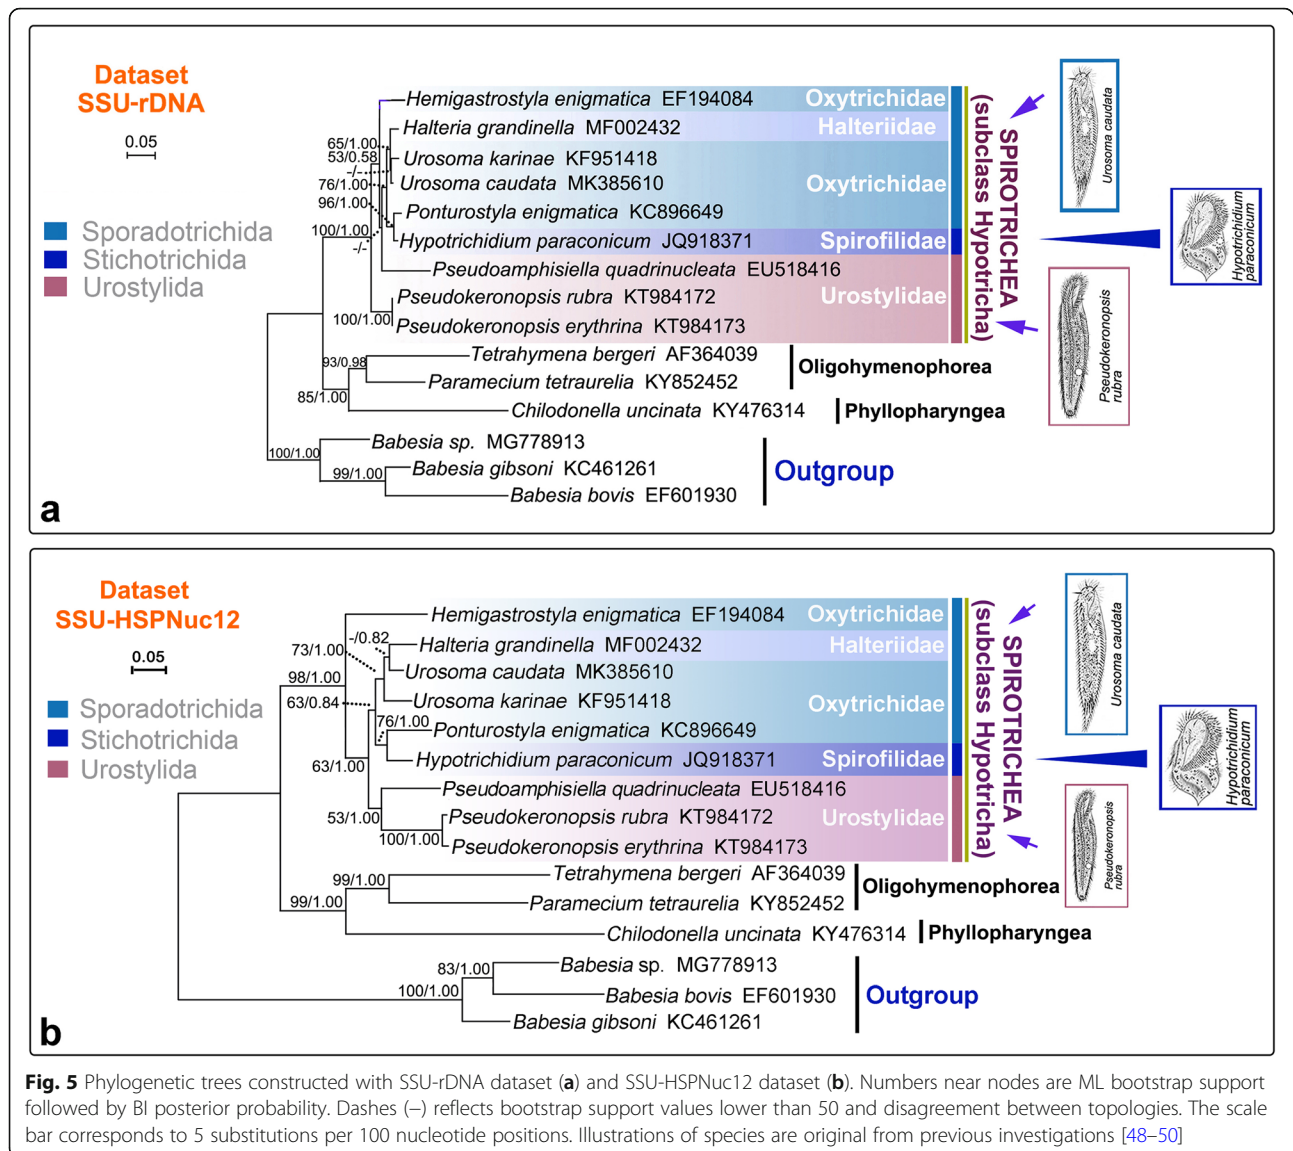 Dataset
SSU-rDNA
0.05
Sporadotrichida
Stichotrichida
Urostylida
Hemigastrostyla enigmatica EF194084
Oxytrichidae
Halteria grandinella MF002432
Halteriidae
Urosoma karinae KF951418
Urosoma caudata MK385610
Oxytrichidae
Ponturostyla enigmatica KC896649
Hypotrichidium paraconicum JQ918371
Spirofilidae
Pseudoamphisiella quadrinucleata EU518416
Pseudokeronopsis rubra KT984172
Urostylidae
Pseudokeronopsis erythrina KT984173
Tetrahymena bergeri AF364039
Oligohymenophorea
Paramecium tetraurelia KY852452
Chilodonella uncinata KY476314
Phyllopharyngea
Babesia sp. MG778913
Babesia gibsoni KC461261
Outgroup
Babesia bovis EF601930
65/1.00
53/0.58
-/-
76/1.00
96/1.00
100/1.00
-/-
100/1.00
93/0.98
85/1.00
100/1.00
99/1.00
SPIROTRICHEA
(subclass Hypotricha)
Urosoma caudata
Hypotrichidium
paraconicum
Pseudokeronopsis
rubra
a
Dataset
SSU-HSPNuc12
0.05
Sporadotrichida
Stichotrichida
Urostylida
Hemigastrostyla enigmatica EF194084
Oxytrichidae
Halteria grandinella MF002432
Halteriidae
Urosoma caudata MK385610
Urosoma karinae KF951418
Oxytrichidae
Ponturostyla enigmatica KC896649
Hypotrichidium paraconicum JQ918371
Spirofilidae
Pseudoamphisiella quadrinucleata EU518416
Pseudokeronopsis rubra KT984172
Urostylidae
Pseudokeronopsis erythrina KT984173
Tetrahymena bergeri AF364039
Oligohymenophorea
Paramecium tetraurelia KY852452
Chilodonella uncinata KY476314
Phyllopharyngea
Babesia sp. MG778913
Babesia bovis EF601930
Outgroup
Babesia gibsoni KC461261
-/0.82
73/1.00
98/1.00
63/0.84
76/1.00
63/1.00
53/1.00
100/1.00
99/1.00
99/1.00
83/1.00
100/1.00
SPIROTRICHEA
(subclass Hypotricha)
Urosoma caudata
Hypotrichidium
paraconicum
Pseudokeronopsis
rubra
b
Fig. 5 Phylogenetic trees constructed with SSU-rDNA dataset (a) and SSU-HSPNuc12 dataset (b). Numbers near nodes are ML bootstrap support
followed by BI posterior probability. Dashes (−) reflects bootstrap support values lower than 50 and disagreement between topologies. The scale
bar corresponds to 5 substitutions per 100 nucleotide positions. Illustrations of species are original from previous investigations [48–50]